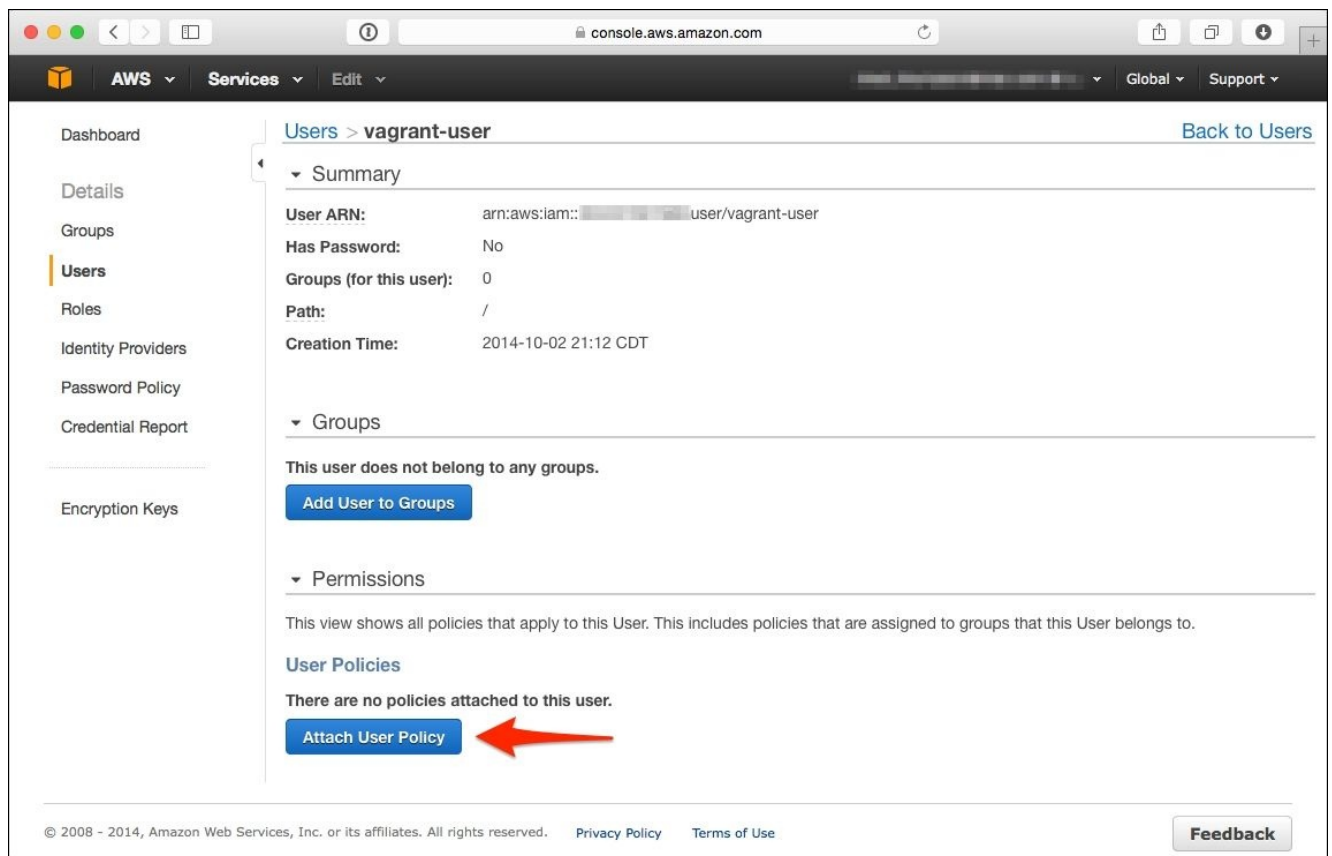 console.aws.amazon.com
AWS Services Edit Global Support
Dashboard
Details
Groups
Users
Roles
Identity Providers
Password Policy
Credential Report
Encryption Keys
Users > vagrant-user Back to Users
Summary
User ARN: arn:aws:iam:: user/vagrant-user
Has Password: No
Groups (for this user): 0
Path: /
Creation Time: 2014-10-02 21:12 CDT
Groups
This user does not belong to any groups.
Add User to Groups
Permissions
This view shows all policies that apply to this User. This includes policies that are assigned to groups that this User belongs to.
User Policies
There are no policies attached to this user.
Attach User Policy
© 2008 - 2014, Amazon Web Services, Inc. or its affiliates. All rights reserved. Privacy Policy Terms of Use Feedback